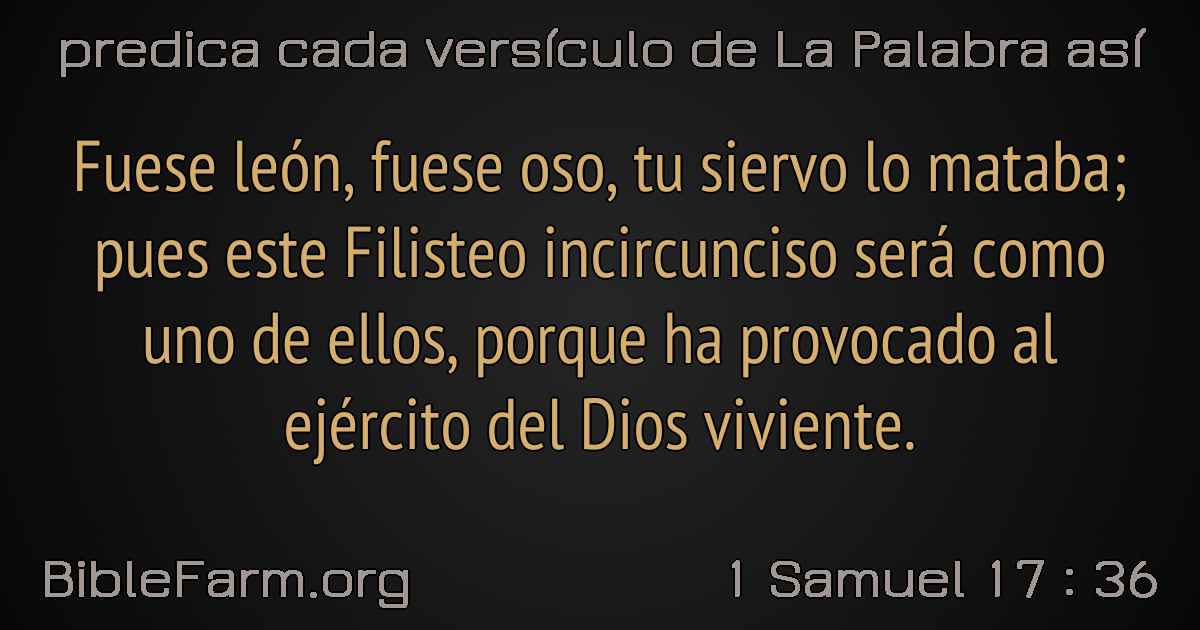 predica cada versículo de La Palabra así
Fuese león, fuese oso, tu siervo lo mataba;
pues este Filisteo incircunciso será como
uno de ellos, porque ha provocado al
ejército del Dios viviente.
BibleFarm.org
1 Samuel 17 : 36